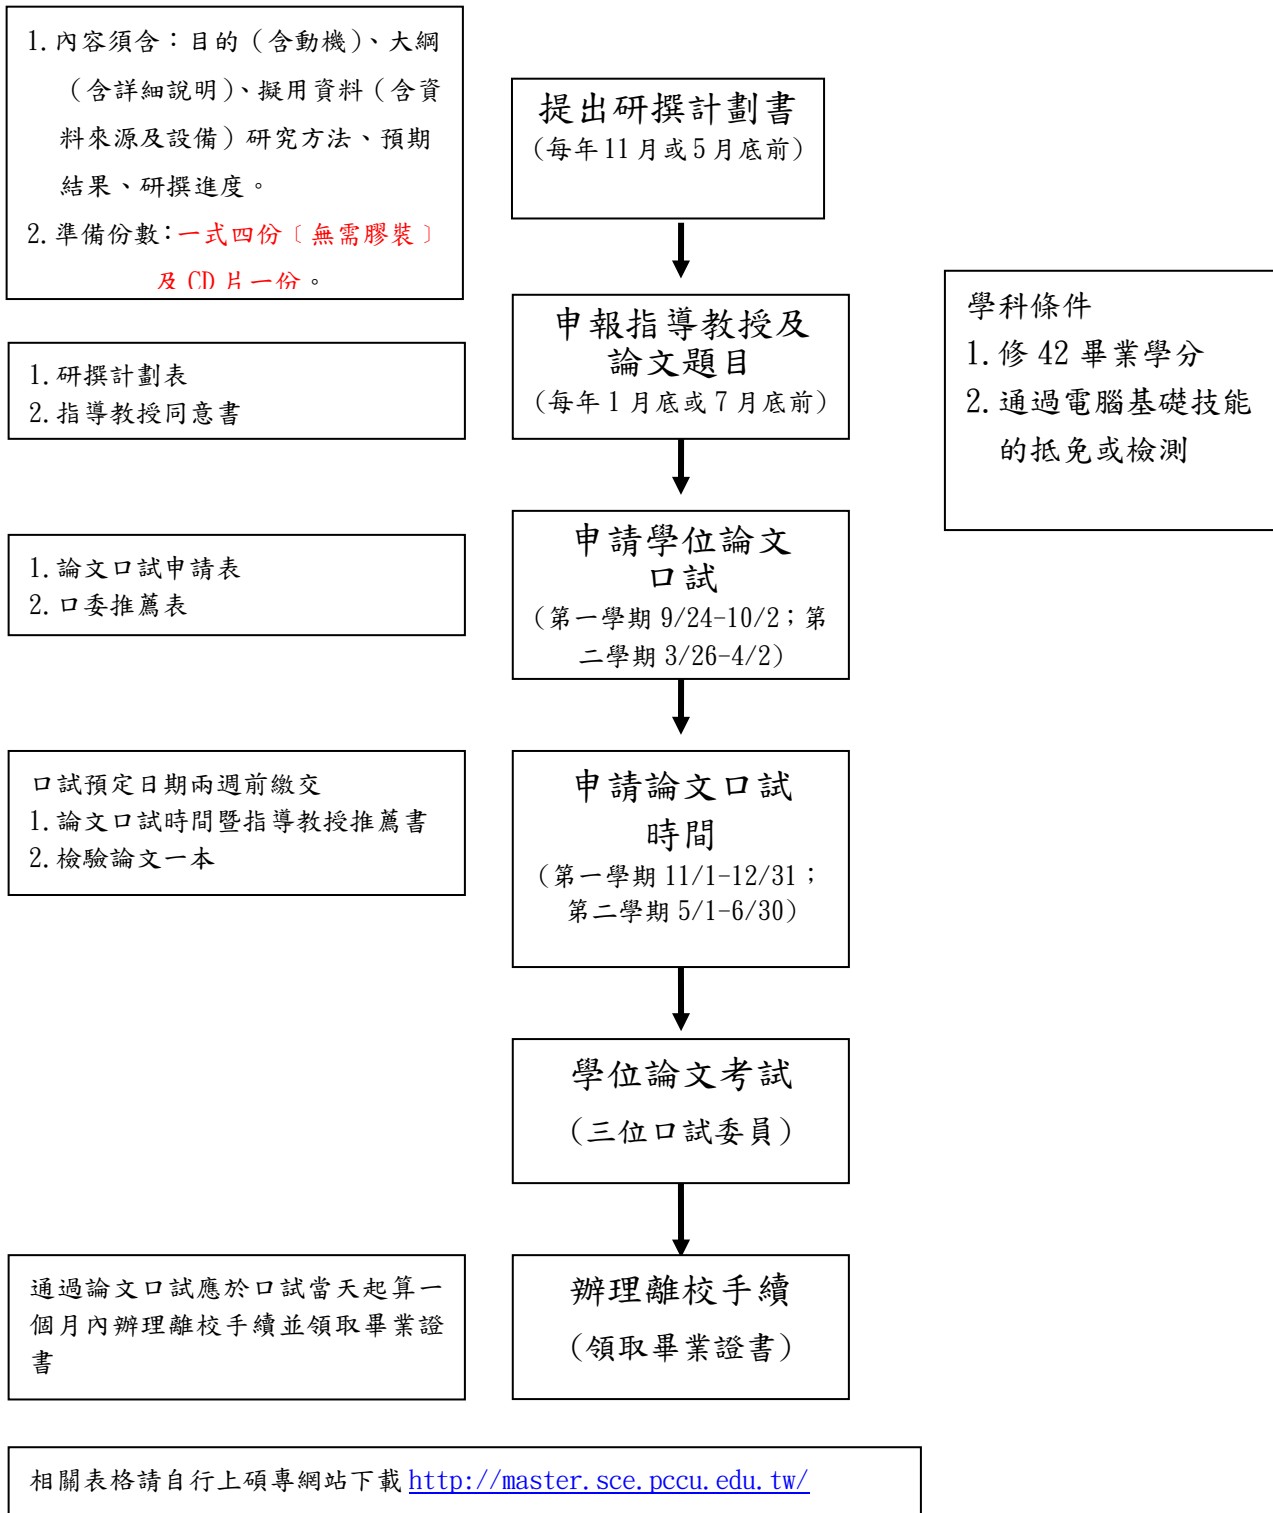 1.內容須含：目的（含動機）、大綱
（含詳細說明）、擬用資料（含資
料來源及設備）研究方法、預期
結果、研撰進度。
2.準備份數：一式四份﹝無需膠裝﹞
及 CD 片一份。
提出研撰計劃書
（每年 11 月或 5 月底前）
申報指導教授及
論文題目
（每年 1 月底或 7 月底前）
學科條件
1.修 42 畢業學分
2.通過電腦基礎技能
的抵免或檢測
1.研撰計劃表
2.指導教授同意書
申請學位論文
口試
（第一學期 9/24-10/2；第
二學期 3/26-4/2）
1.論文口試申請表
2.口委推薦表
口試預定日期兩週前繳交
1.論文口試時間暨指導教授推薦書
2.檢驗論文一本
申請論文口試
時間
（第一學期 11/1-12/31；
第二學期 5/1-6/30）
學位論文考試
（三位口試委員）
通過論文口試應於口試當天起算一
個月內辦理離校手續並領取畢業證
書
辦理離校手續
（領取畢業證書）
相關表格請自行上碩專網站下載 http://master.sce.pccu.edu.tw/